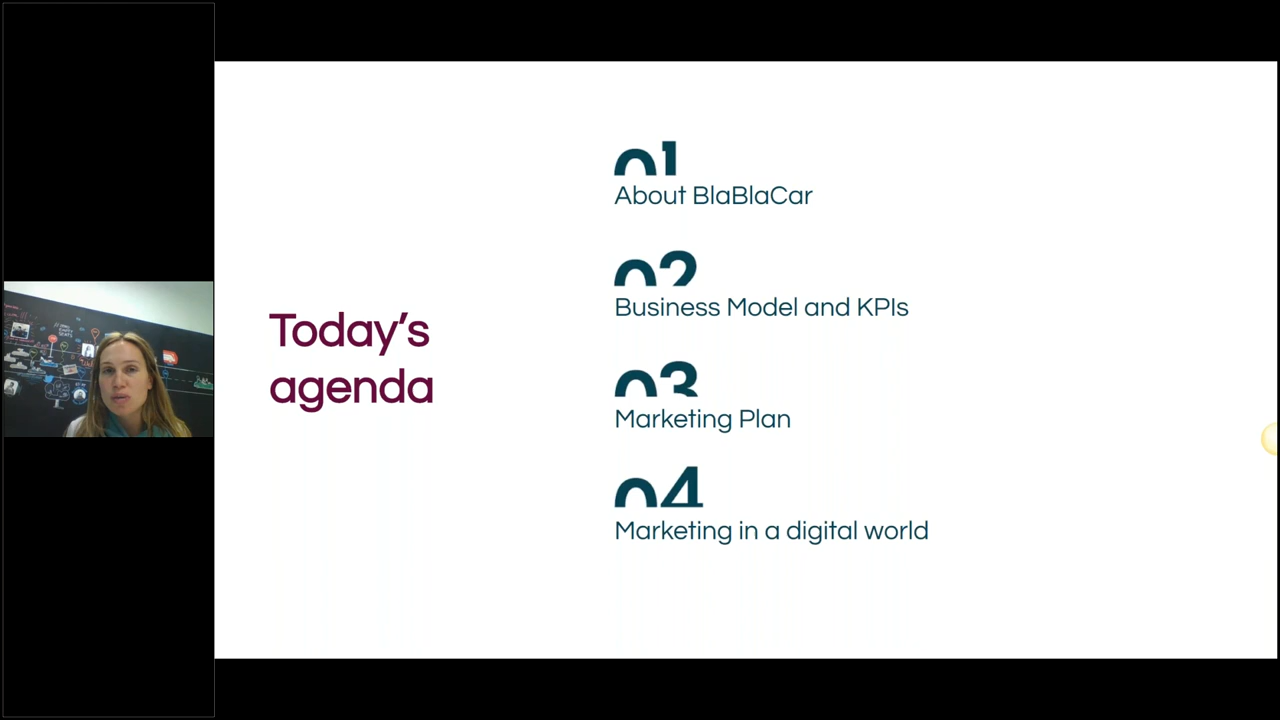 Today's
agenda
01
About BlaBlaCar
02
Business Model and KPIs
03
Marketing Plan
04
Marketing in a digital world